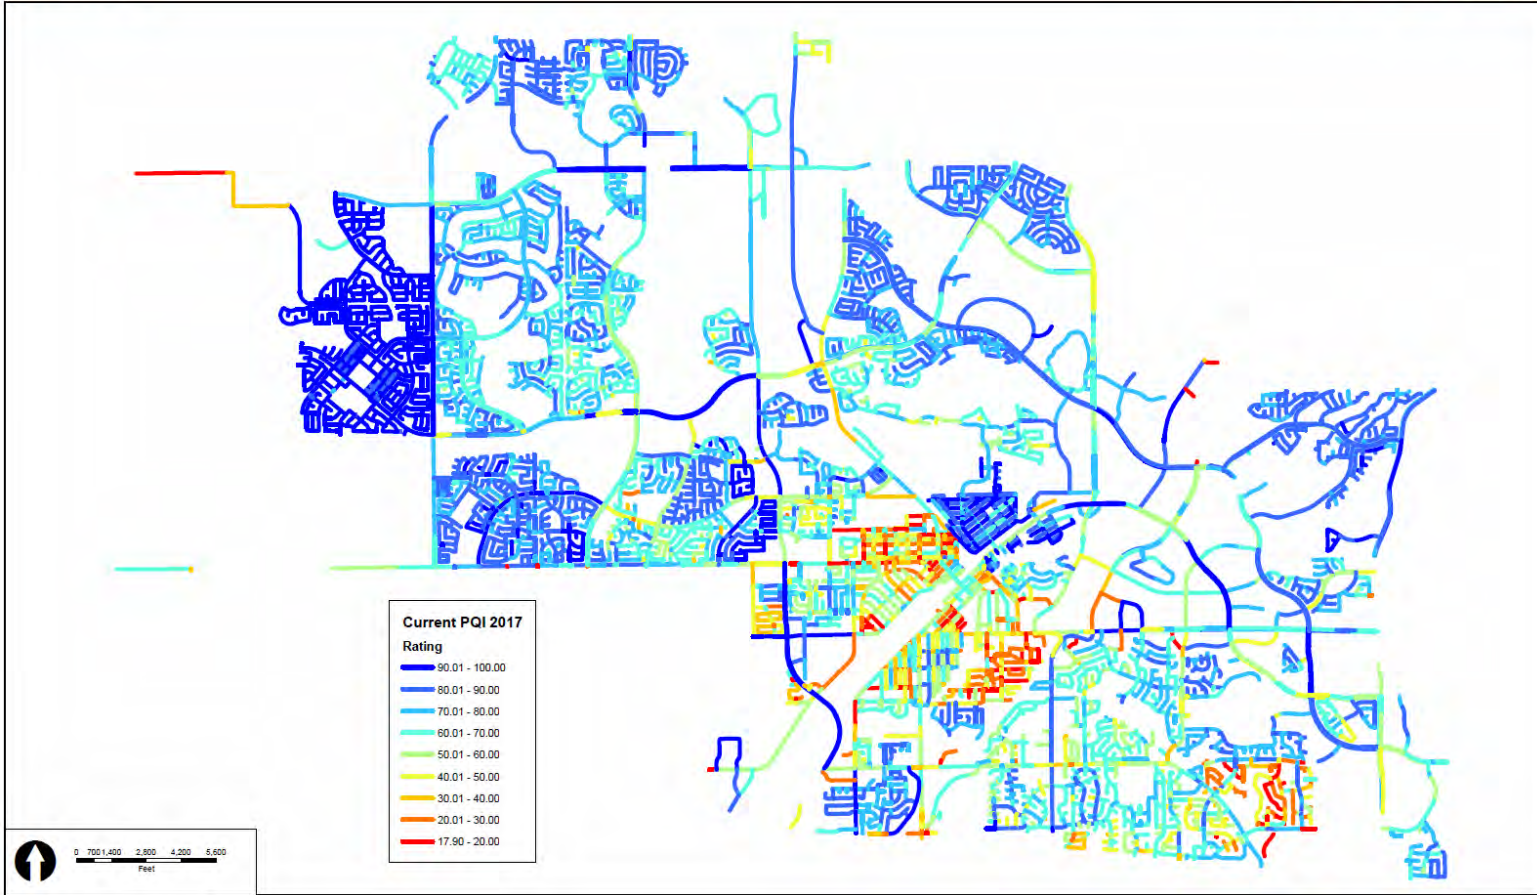 Current PQI 2017
Rating
90.01 - 100.00
80.01 - 90.00
70.01 - 80.00
60.01 - 70.00
50.01 - 60.00
40.01 - 50.00
30.01 - 40.00
20.01 - 30.00
17.90 - 20.00
0 700 1,400 2,800 4,200 5,600
Feet